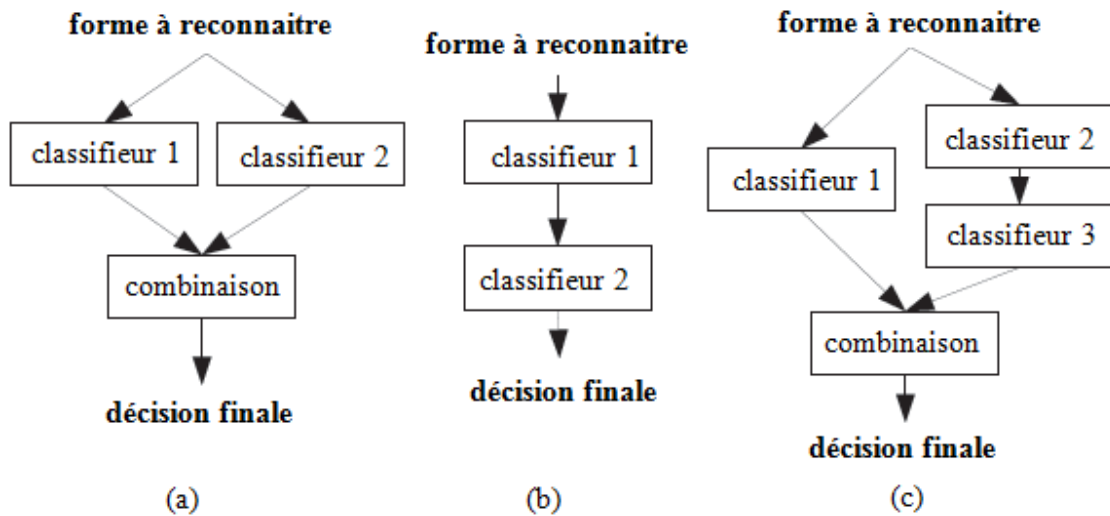 forme à reconnaitre
classifieur 1
classifieur 2
combinaison
décision finale
(a)
forme à reconnaitre
classifieur 1
classifieur 2
décision finale
(b)
forme à reconnaitre
classifieur 1
classifieur 2
classifieur 3
combinaison
décision finale
(c)